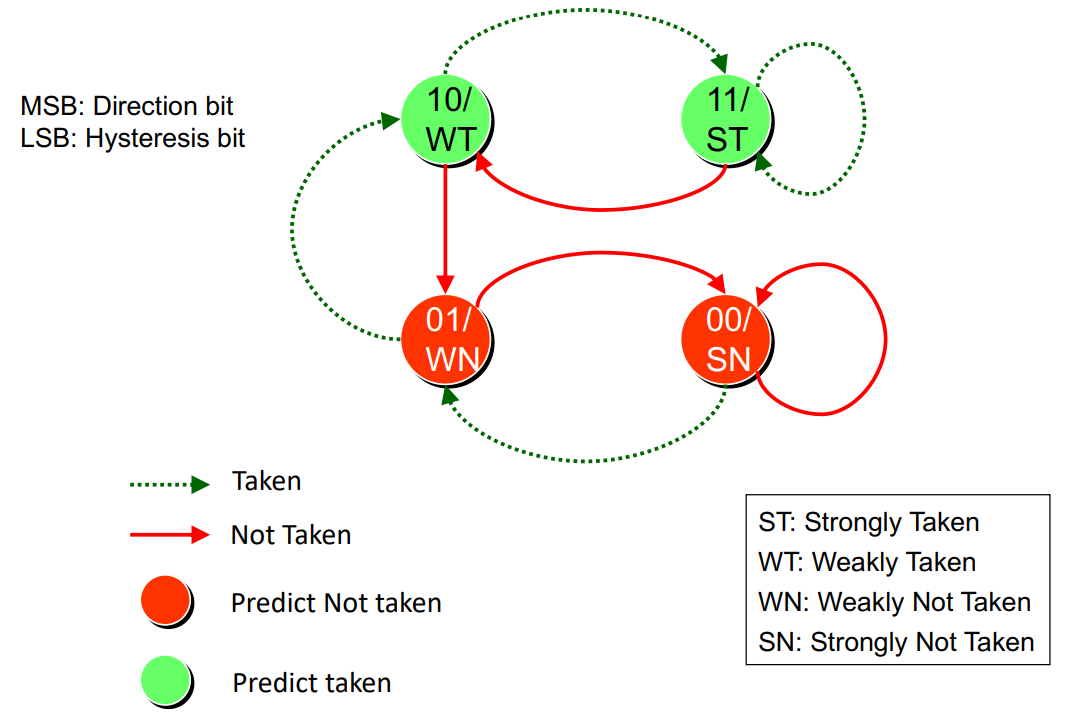 MSB: Direction bit
LSB: Hysteresis bit
10/
WT
11/
ST
01/
WN
00/
SN
Taken
Not Taken
Predict Not taken
Predict taken
ST: Strongly Taken
WT: Weakly Taken
WN: Weakly Not Taken
SN: Strongly Not Taken